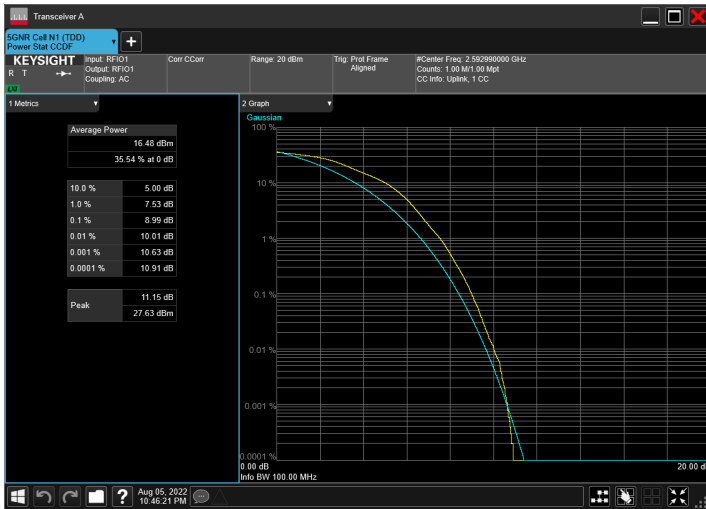 Transceiver A
5GNR Cell N1 (TDD)
Power Stat CCDF
KEYSIGHT
R T
Input: RFIO1
Output: RFIO1
Coupling: AC
Corr CCorr
Range: 20 dBm
Trig: Prot Frame
Aligned
#Center Freq: 2.592990000 GHz
Counts: 1.00 M/1.00 Mpt
CC Info: Uplink, 1 CC
1 Metrics
Average Power
16.48 dBm
35.54 % at 0 dB
10.0 % 5.00 dB
1.0 % 7.53 dB
0.1 % 8.99 dB
0.01 % 10.01 dB
0.001 % 10.63 dB
0.0001 % 10.91 dB
Peak
11.15 dB
27.63 dBm
2 Graph
Gaussian
100 %
10 %
1 %
0.1 %
0.01 %
0.001 %
0.0001 %
0.00 dB
20.00 d
Info BW 100.00 MHz
Aug 05, 2022
10:46:21 PM